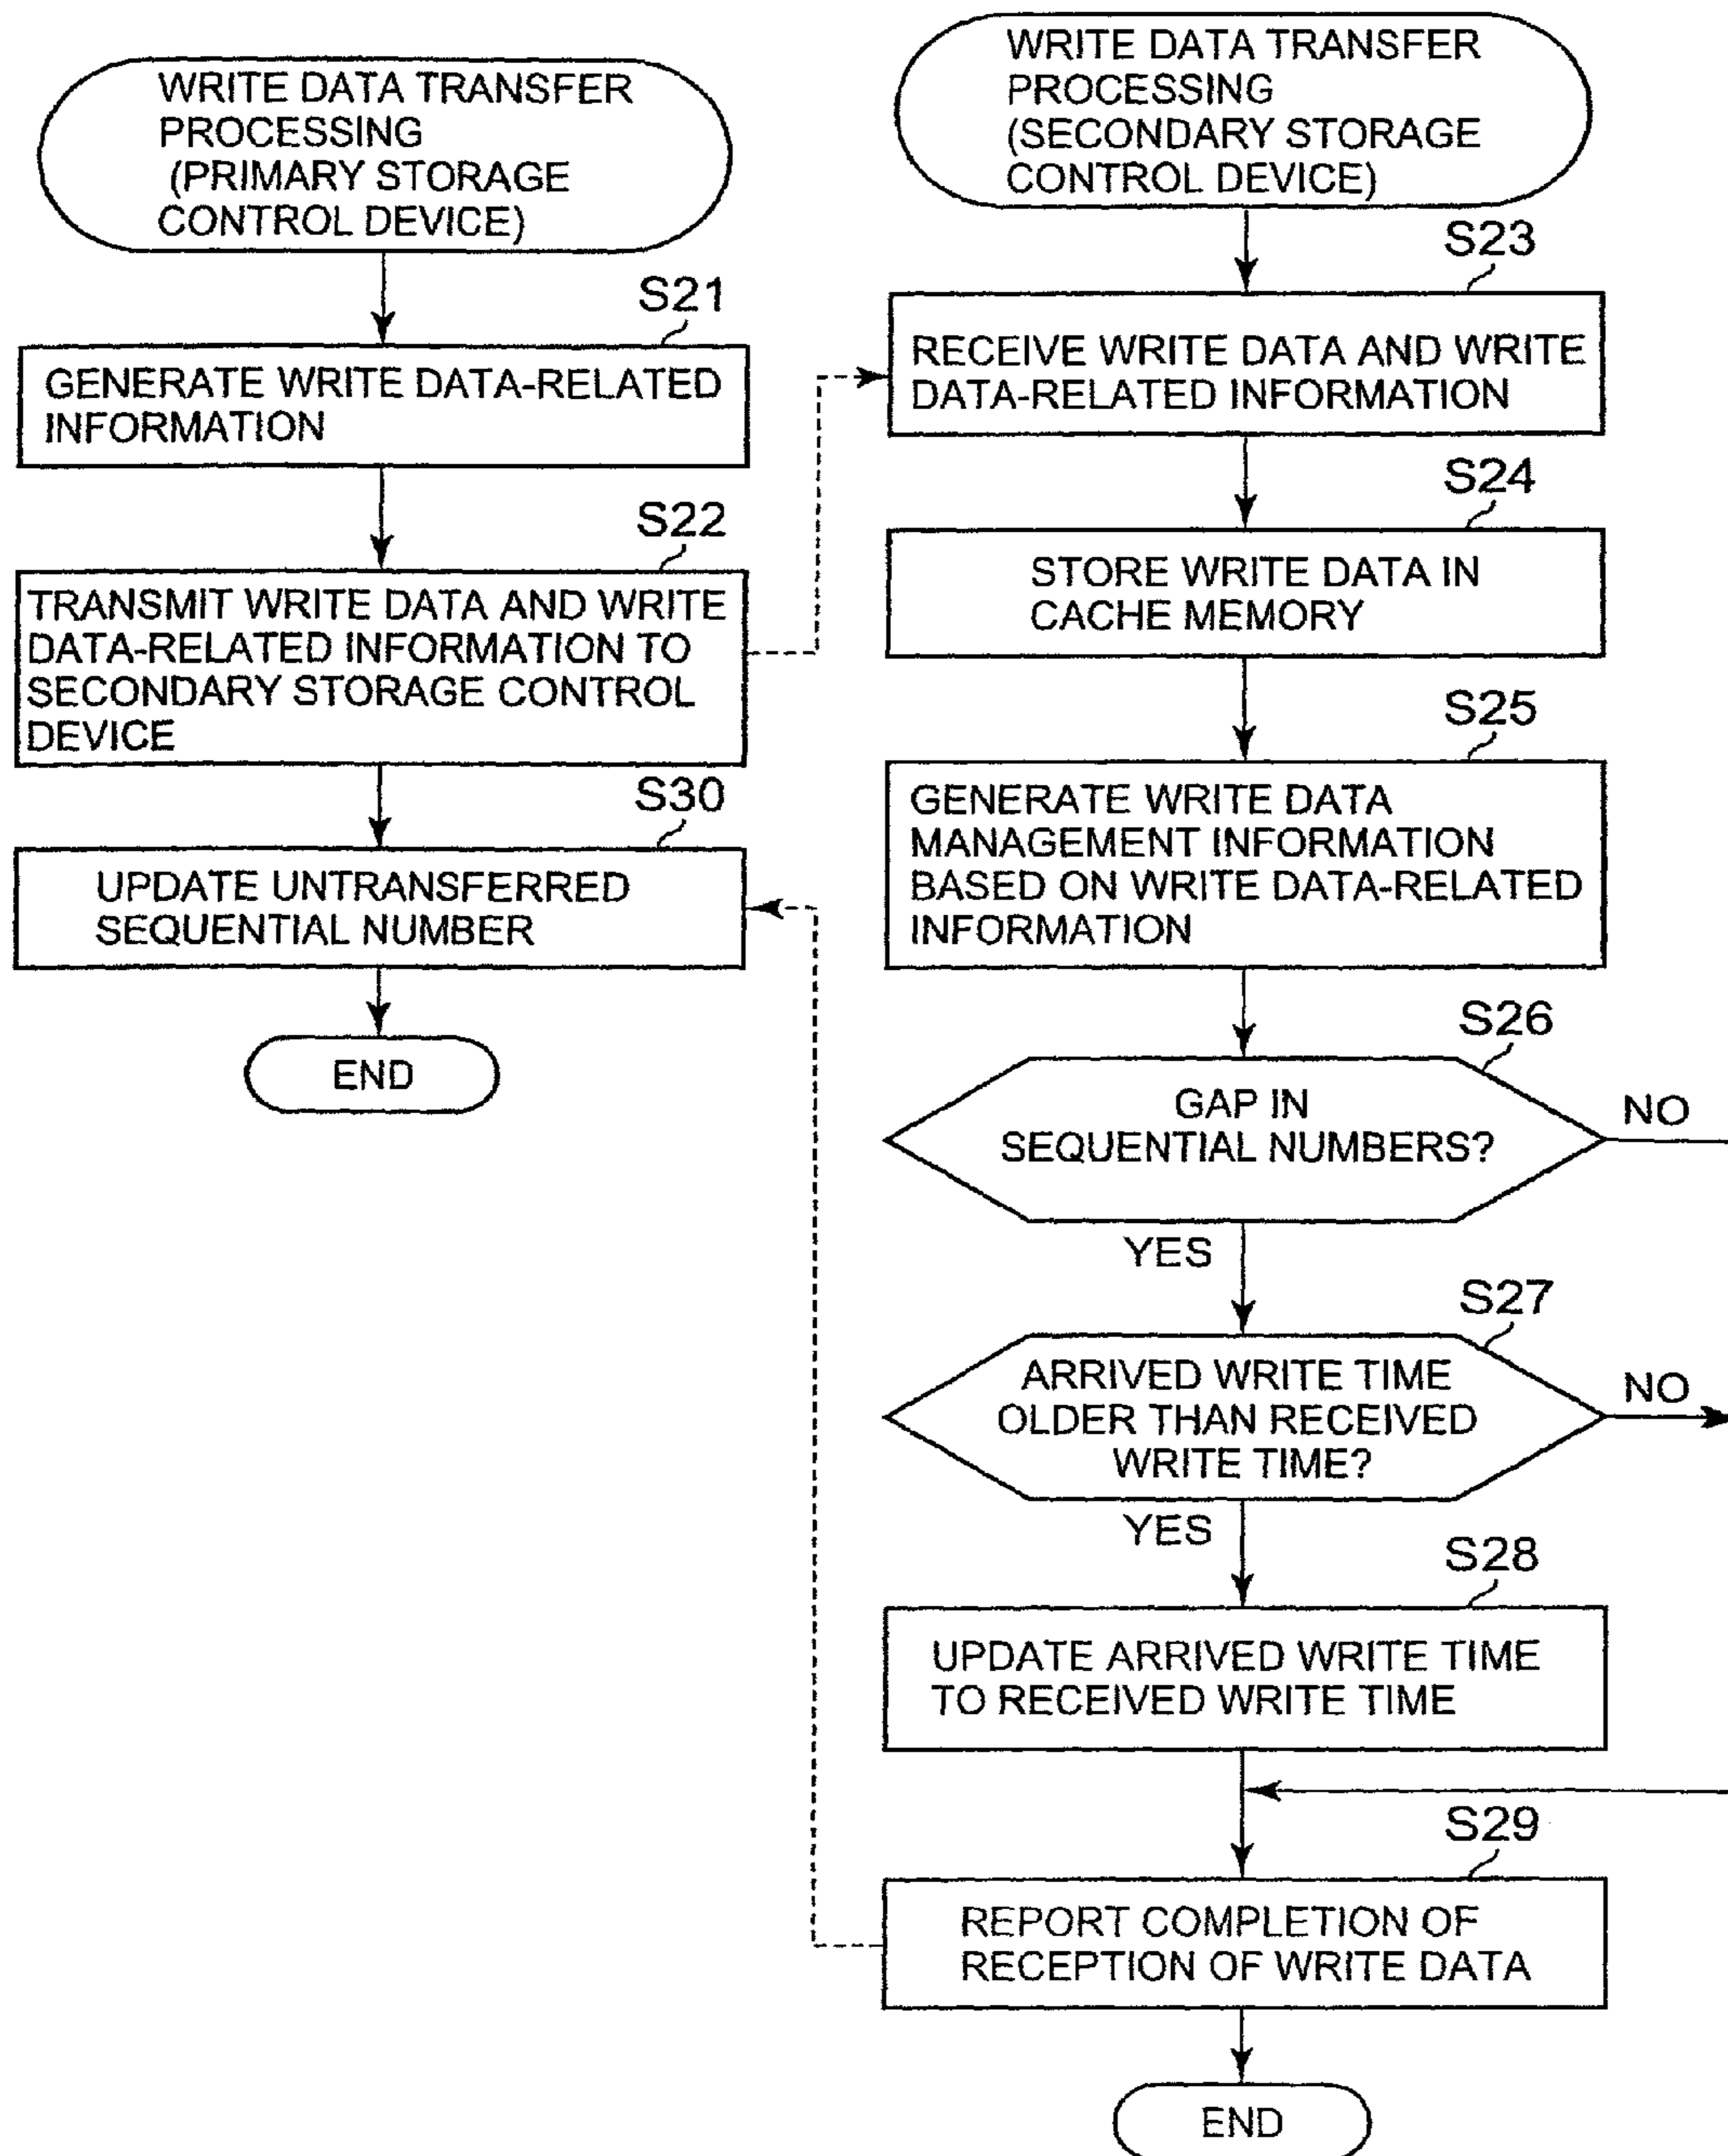 WRITE DATA TRANSFER
PROCESSING
(PRIMARY STORAGE
CONTROL DEVICE)
S21
GENERATE WRITE DATA-RELATED
INFORMATION
S22
TRANSMIT WRITE DATA AND WRITE
DATA-RELATED INFORMATION TO
SECONDARY STORAGE CONTROL
DEVICE
S30
UPDATE UNTRANSFERRED
SEQUENTIAL NUMBER
END
WRITE DATA TRANSFER
PROCESSING
(SECONDARY STORAGE
CONTROL DEVICE)
S23
RECEIVE WRITE DATA AND WRITE
DATA-RELATED INFORMATION
S24
STORE WRITE DATA IN
CACHE MEMORY
S25
GENERATE WRITE DATA
MANAGEMENT INFORMATION
BASED ON WRITE DATA-RELATED
INFORMATION
S26
GAP IN
SEQUENTIAL NUMBERS?
NO
YES
S27
ARRIVED WRITE TIME
OLDER THAN RECEIVED
WRITE TIME?
NO
YES
S28
UPDATE ARRIVED WRITE TIME
TO RECEIVED WRITE TIME
S29
REPORT COMPLETION OF
RECEPTION OF WRITE DATA
END